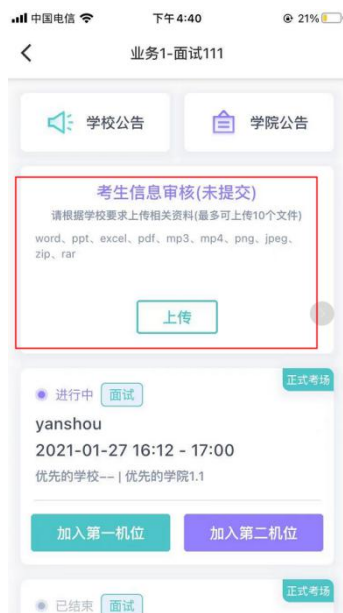 中国电信 下午4:40 21%
业务1-面试111
学校公告 学院公告
考生信息审核(未提交)
请根据学校要求上传相关资料(最多可上传10个文件)
word、ppt、excel、pdf、mp3、mp4、png、jpeg、
zip、rar
上传
正式考场
进行中 面试
yanshou
2021-01-27 16:12 - 17:00
优先的学校-- | 优先的学院1.1
加入第一机位 加入第二机位
正式考场
已结束 面试